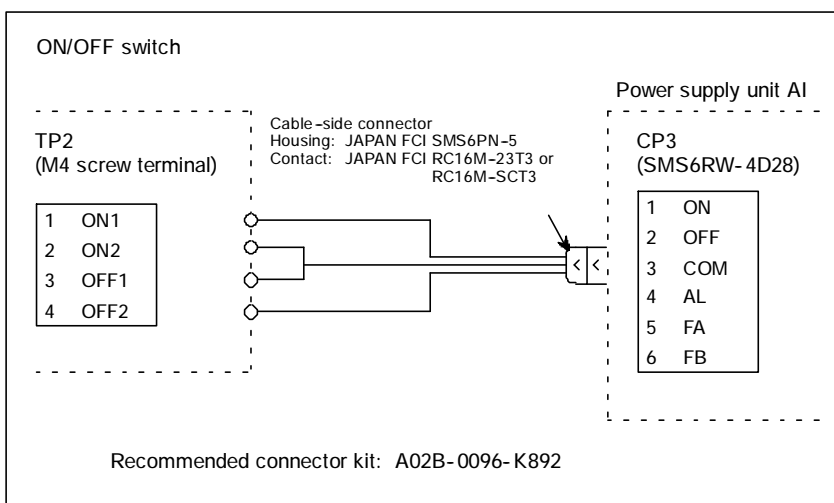 ON/OFF switch
Power supply unit AI
TP2
(M4 screw terminal)
Cable-side connector
Housing: JAPAN FCI SMS6PN-5
Contact: JAPAN FCI RC16M-23T3 or
RC16M-SCT3
CP3
(SMS6RW-4D28)
1 ON1
2 ON2
3 OFF1
4 OFF2
1 ON
2 OFF
3 COM
4 AL
5 FA
6 FB
Recommended connector kit: A02B-0096-K892